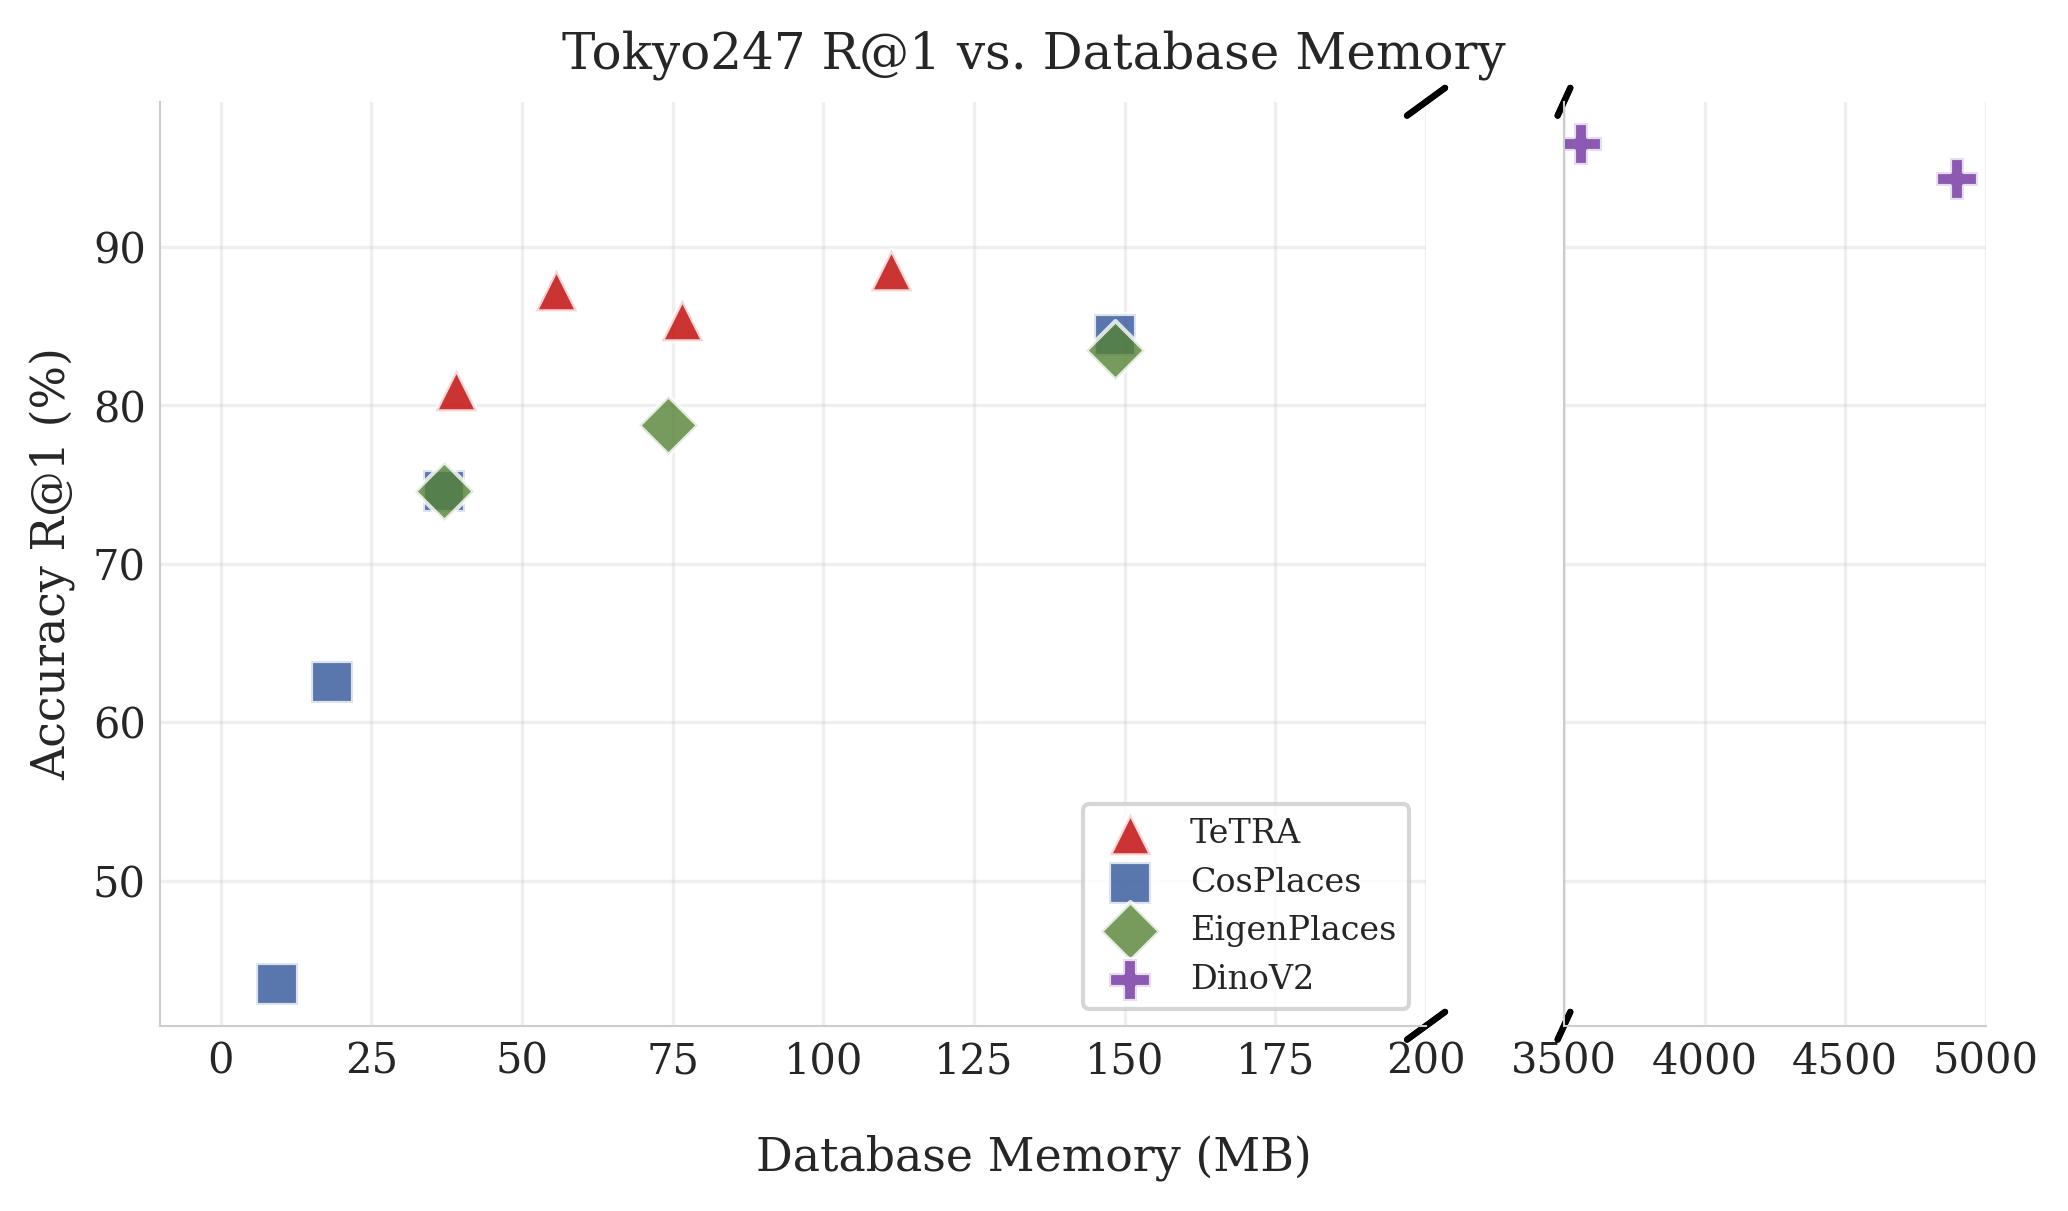 Tokyo247 R@1 vs. Database Memory
Accuracy R@1 (%)
90
80
70
60
50
TeTRA
CosPlaces
EigenPlaces
DinoV2
0 25 50 75 100 125 150 175 200 3500 4000 4500 5000
Database Memory (MB)